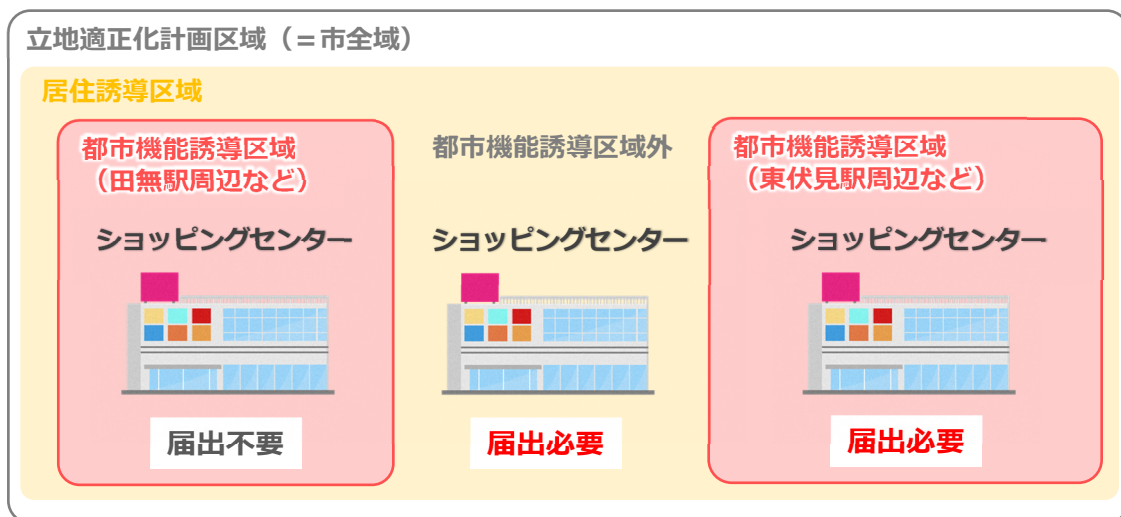 立地適正化計画区域（＝市全域）
居住誘導区域
都市機能誘導区域
（田無駅周辺など）
ショッピングセンター
届出不要
都市機能誘導区域外
ショッピングセンター
届出必要
都市機能誘導区域
（東伏見駅周辺など）
ショッピングセンター
届出必要